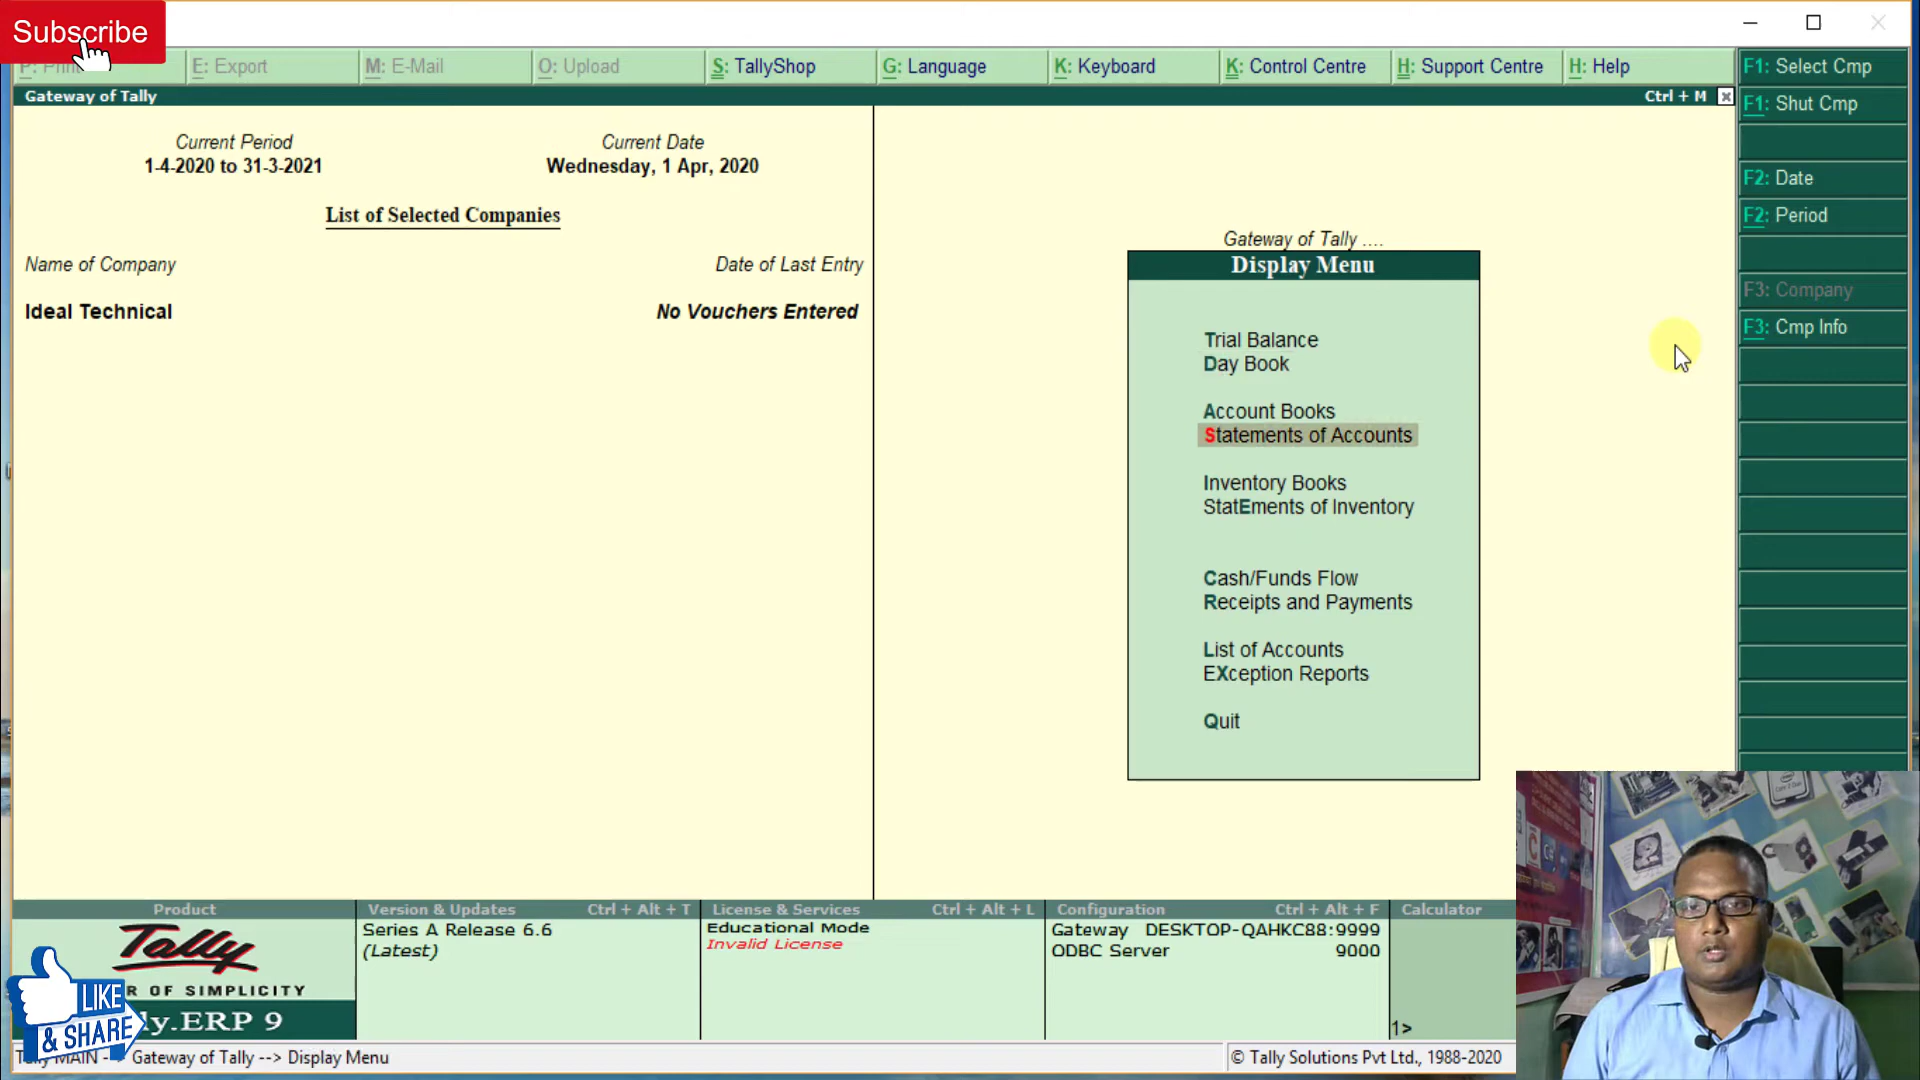 Subscribe
P: Print
E: Export
M: E-Mail
O: Upload
S: TallyShop
G: Language
K: Keyboard
K: Control Centre
H: Support Centre
H: Help
Gateway of Tally
Ctrl + M
Current Period
1-4-2020 to 31-3-2021
Current Date
Wednesday, 1 Apr, 2020
List of Selected Companies
Name of Company
Date of Last Entry
Ideal Technical
No Vouchers Entered
Gateway of Tally ....
Display Menu
Trial Balance
Day Book
Account Books
Statements of Accounts
Inventory Books
StatEments of Inventory
Cash/Funds Flow
Receipts and Payments
List of Accounts
EXception Reports
Quit
F1: Select Cmp
F1: Shut Cmp
F2: Date
F2: Period
F3: Company
F3: Cmp Info
Product
Tally
R OF SIMPLICITY
ly.ERP 9
LIKE
& SHARE
Version & Updates
Ctrl + Alt + T
Series A Release 6.6
(Latest)
License & Services
Ctrl + Alt + L
Educational Mode
Invalid License
Configuration
Ctrl + Alt + F
Gateway DESKTOP-QAHKC88:9999
ODBC Server 9000
Calculator
1>
Tally MAIN --> Gateway of Tally --> Display Menu
© Tally Solutions Pvt Ltd., 1988-2020